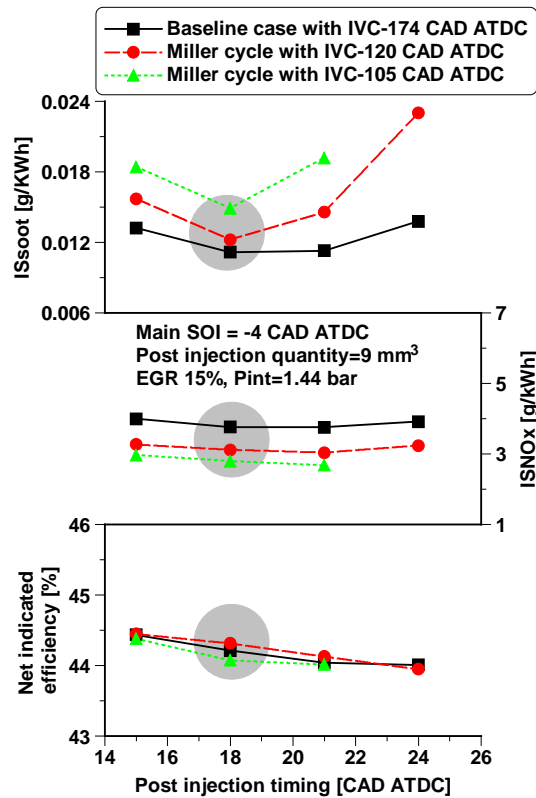 Baseline case with IVC-174 CAD ATDC
Miller cycle with IVC-120 CAD ATDC
Miller cycle with IVC-105 CAD ATDC
0.024
0.018
0.012
0.006
ISsoot [g/KWh]
Main SOI = -4 CAD ATDC
Post injection quantity=9 mm³
EGR 15%, Pint=1.44 bar
7
5
3
1
ISNOx [g/kWh]
46
45
44
43
Net indicated
efficiency [%]
14 16 18 20 22 24 26
Post injection timing [CAD ATDC]